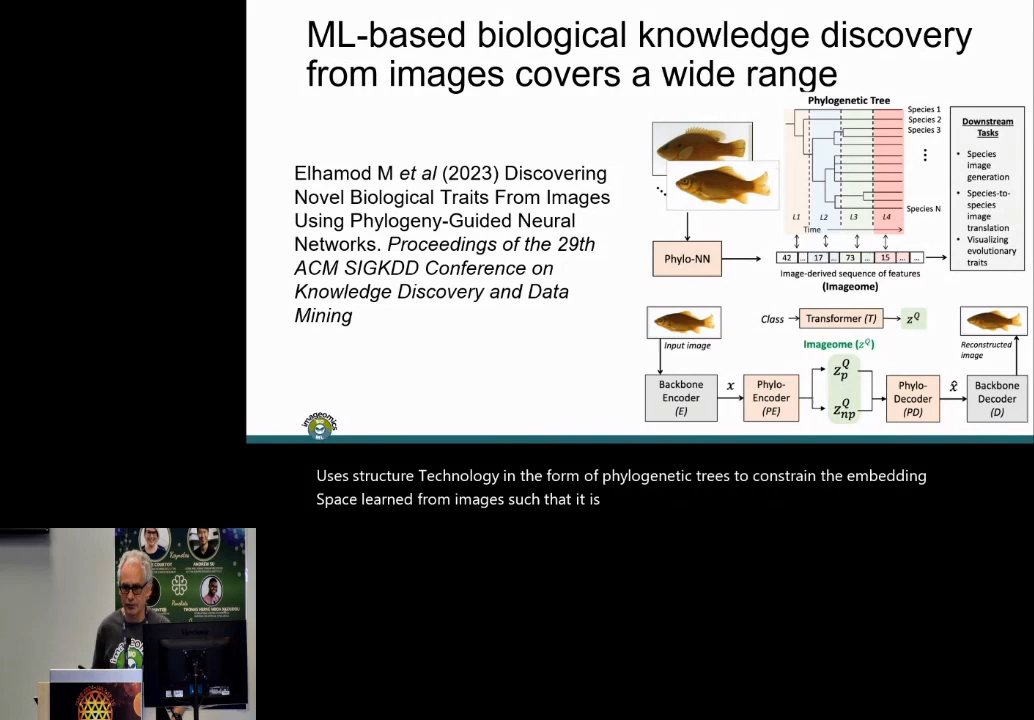 ML-based biological knowledge discovery
from images covers a wide range
Elhamod M et al (2023) Discovering
Novel Biological Traits From Images
Using Phylogeny-Guided Neural
Networks. Proceedings of the 29th
ACM SIGKDD Conference on
Knowledge Discovery and Data
Mining
Phylogenetic Tree
Species 1
Species 2
Species 3
Species N
L1 L2 L3 L4
Time
Phylo-NN
42 ... 17 ... 73 ... 15 ... ...
Image-derived sequence of features
(Imageome)
Downstream
Tasks
• Species
image
generation
• Species-to-
species
image
translation
• Visualizing
evolutionary
traits
Class
Transformer (T)
z^Q
Input image
Imageome (z^Q)
Reconstructed
image
Backbone
Encoder
(E)
x
Phylo-
Encoder
(PE)
z_p^Q
z_np^Q
Phylo-
Decoder
(PD)
x̂
Backbone
Decoder
(D)
imageomics
Uses structure Technology in the form of phylogenetic trees to constrain the embedding
Space learned from images such that it is
Keynotes
ANDREW SU